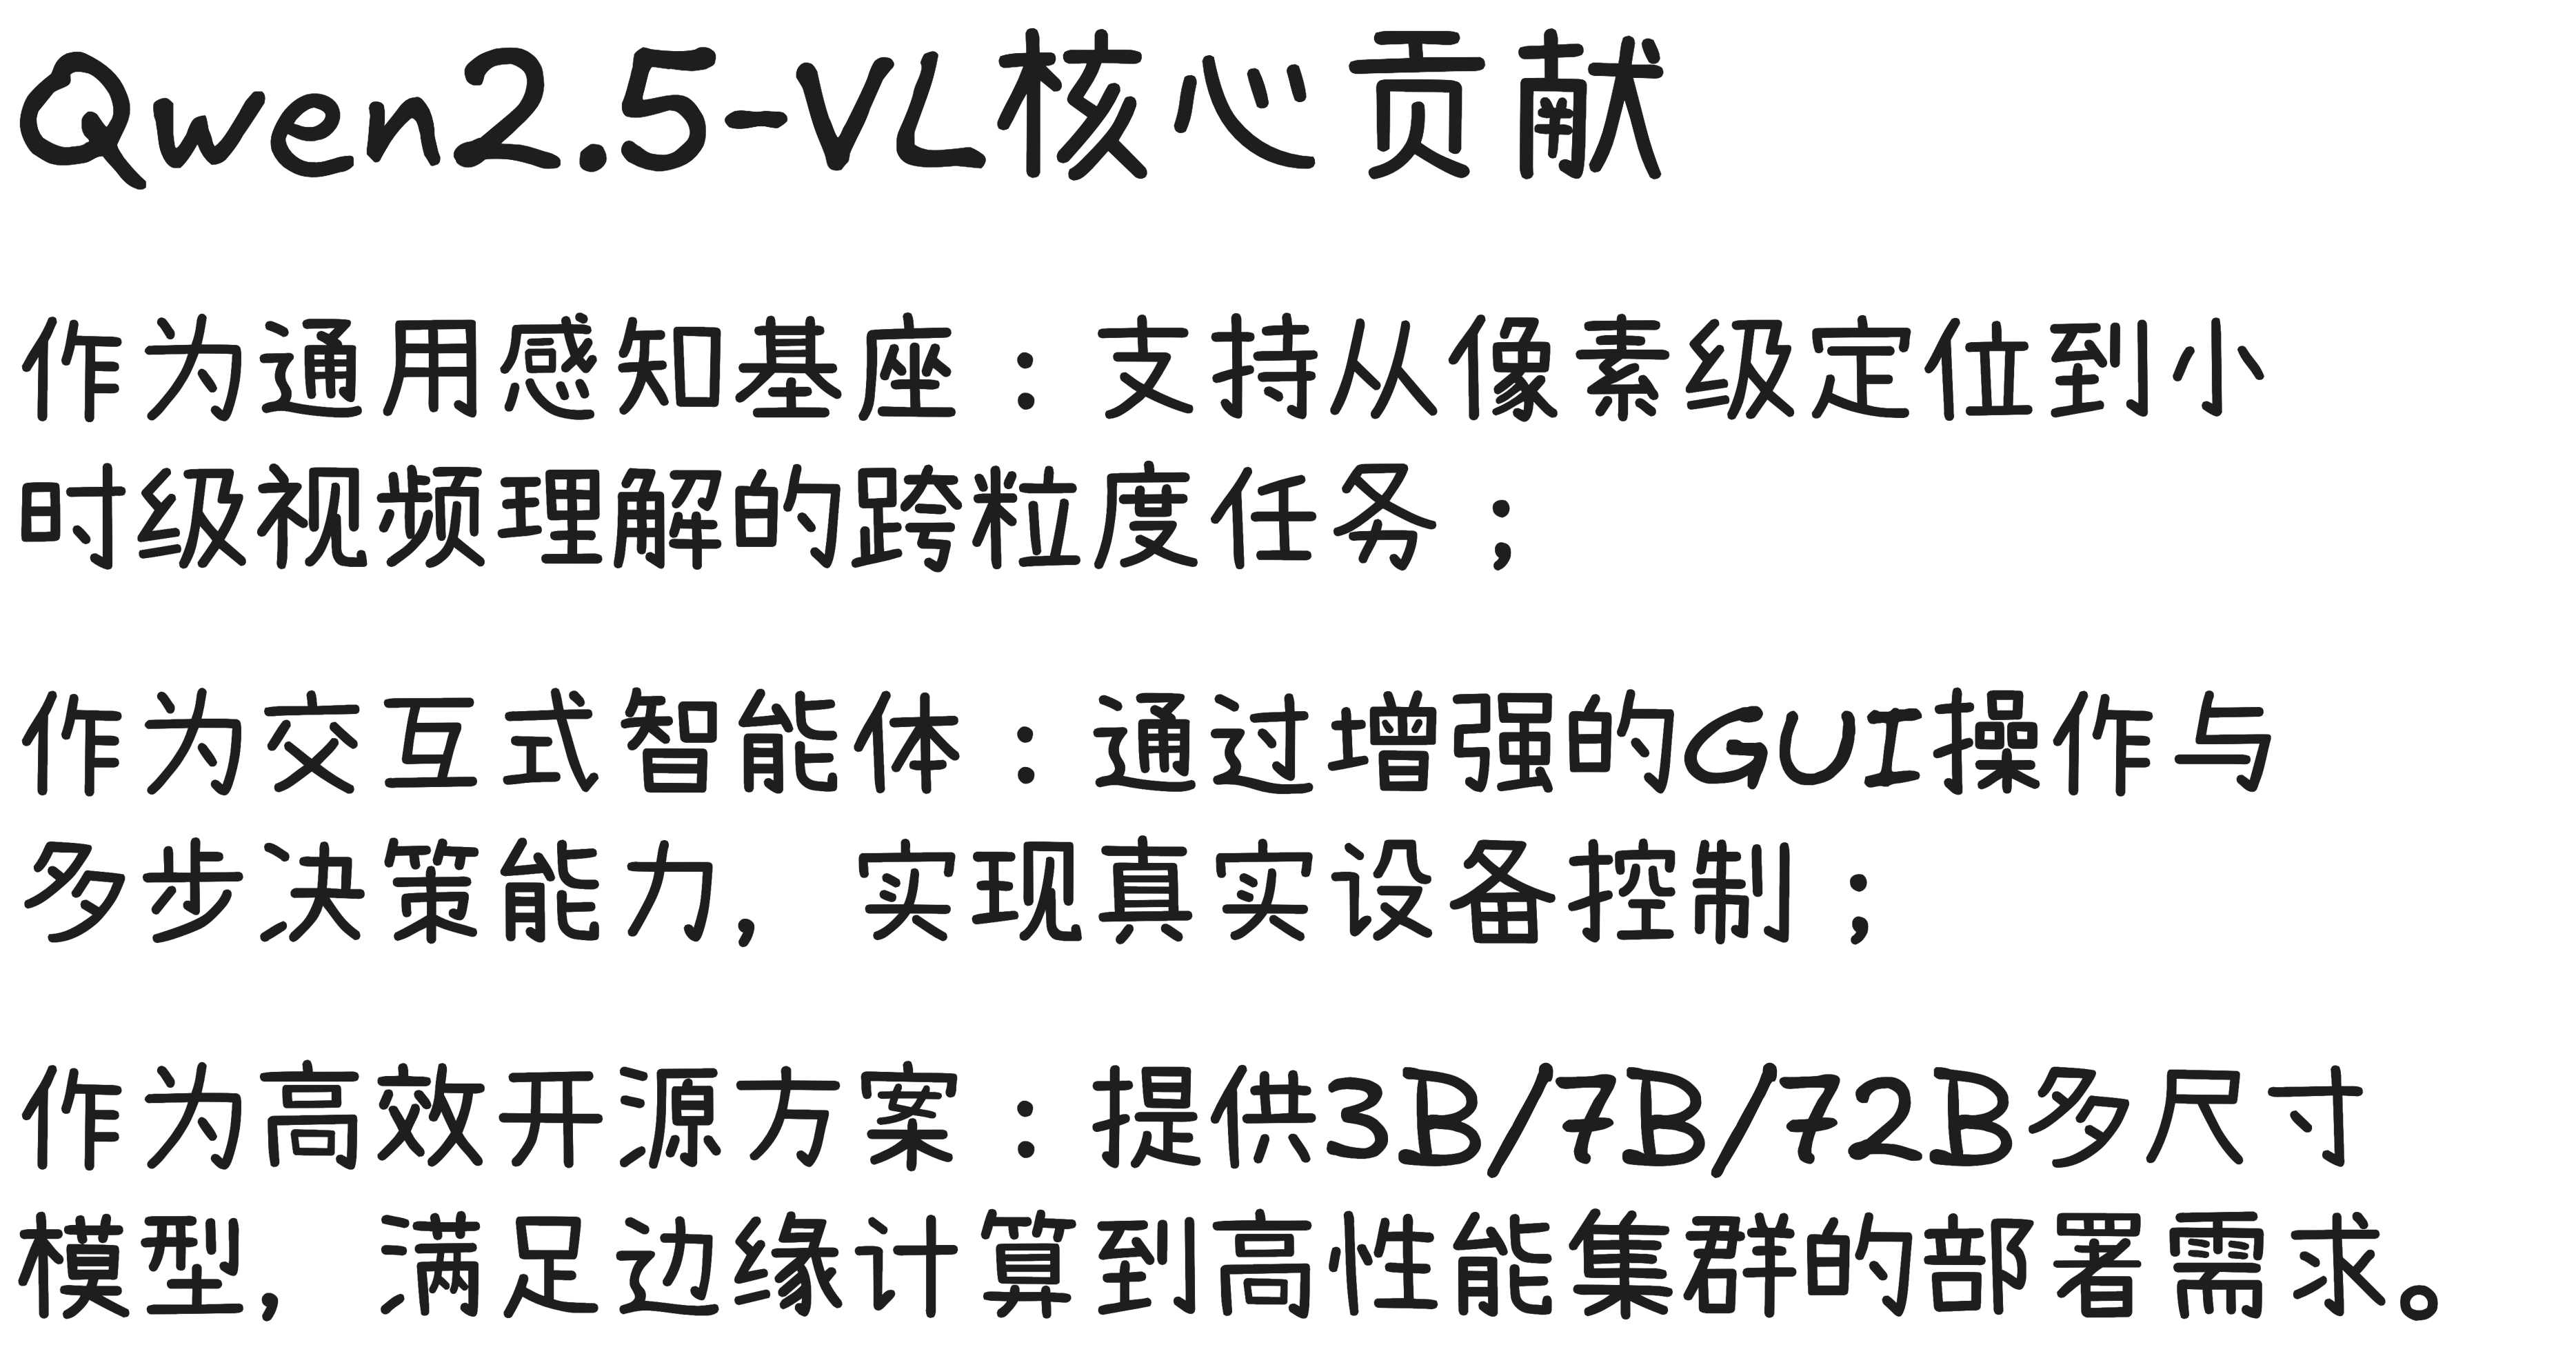 Qwen2.5-VL核心贡献
作为通用感知基座：支持从像素级定位到小
时级视频理解的跨粒度任务；
作为交互式智能体：通过增强的GUI操作与
多步决策能力，实现真实设备控制；
作为高效开源方案：提供3B/7B/72B多尺寸
模型，满足边缘计算到高性能集群的部署需求。